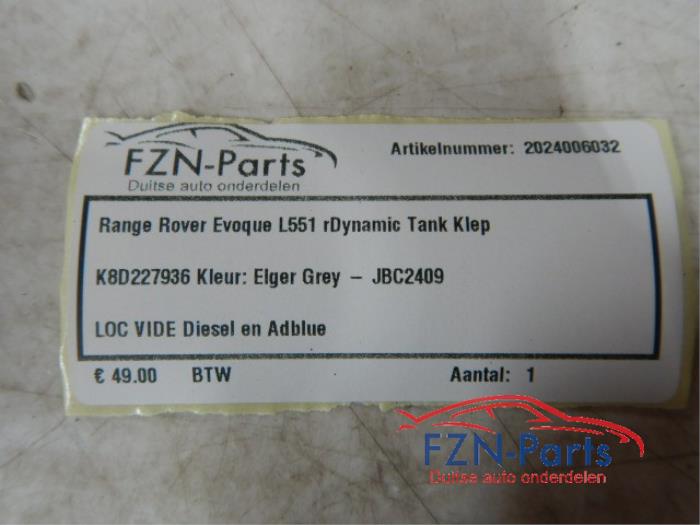 FZN-Parts
Duitse auto onderdelen
Artikelnummer: 2024006032
Range Rover Evoque L551 rDynamic Tank Klep
K8D227936 Kleur: Elger Grey – JBC2409
LOC VIDE Diesel en Adblue
€ 49.00 BTW Aantal: 1
FZN-Parts
Duitse auto onderdelen